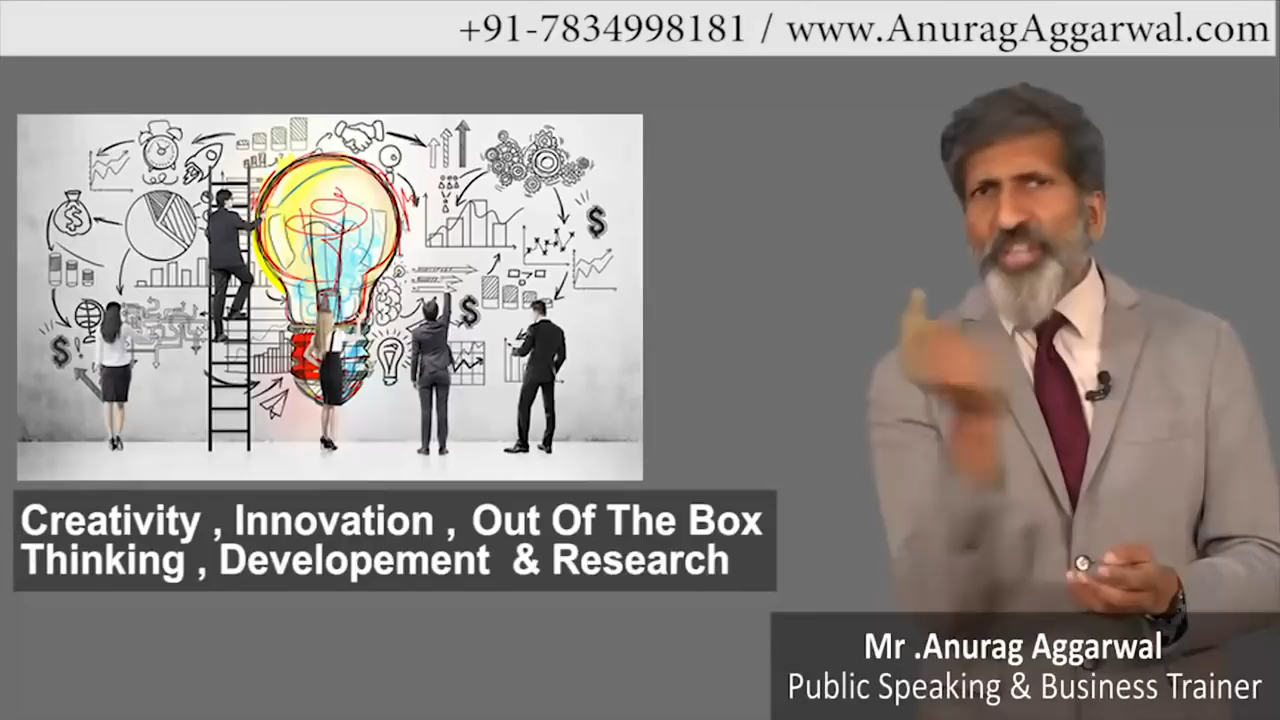 +91-7834998181 / www.AnuragAggarwal.com
Creativity , Innovation , Out Of The Box
Thinking , Developement & Research
Mr .Anurag Aggarwal
Public Speaking & Business Trainer